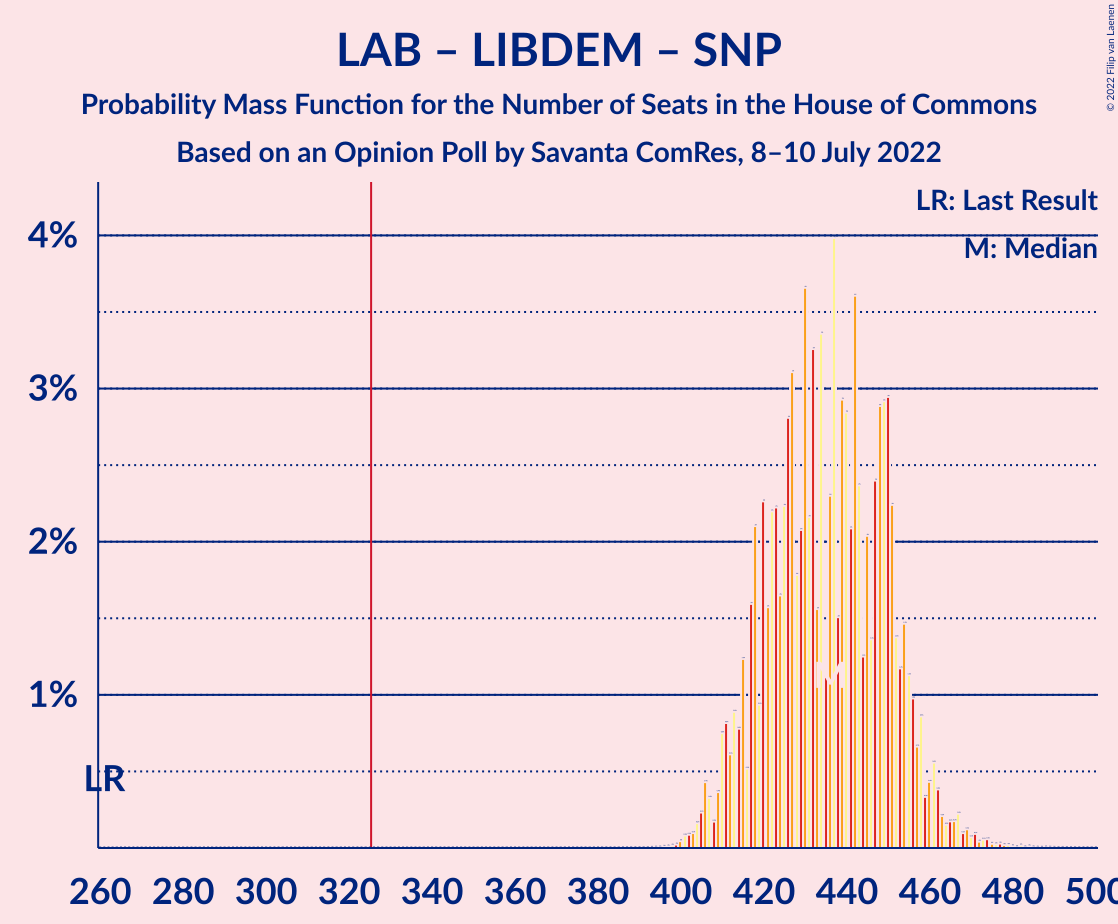 LAB – LIBDEM – SNP
Probability Mass Function for the Number of Seats in the House of Commons
Based on an Opinion Poll by Savanta ComRes, 8–10 July 2022
© 2022 Filip van Laenen
LR: Last Result
M: Median
4%
3%
2%
1%
M
LR
260 280 300 320 340 360 380 400 420 440 460 480 500